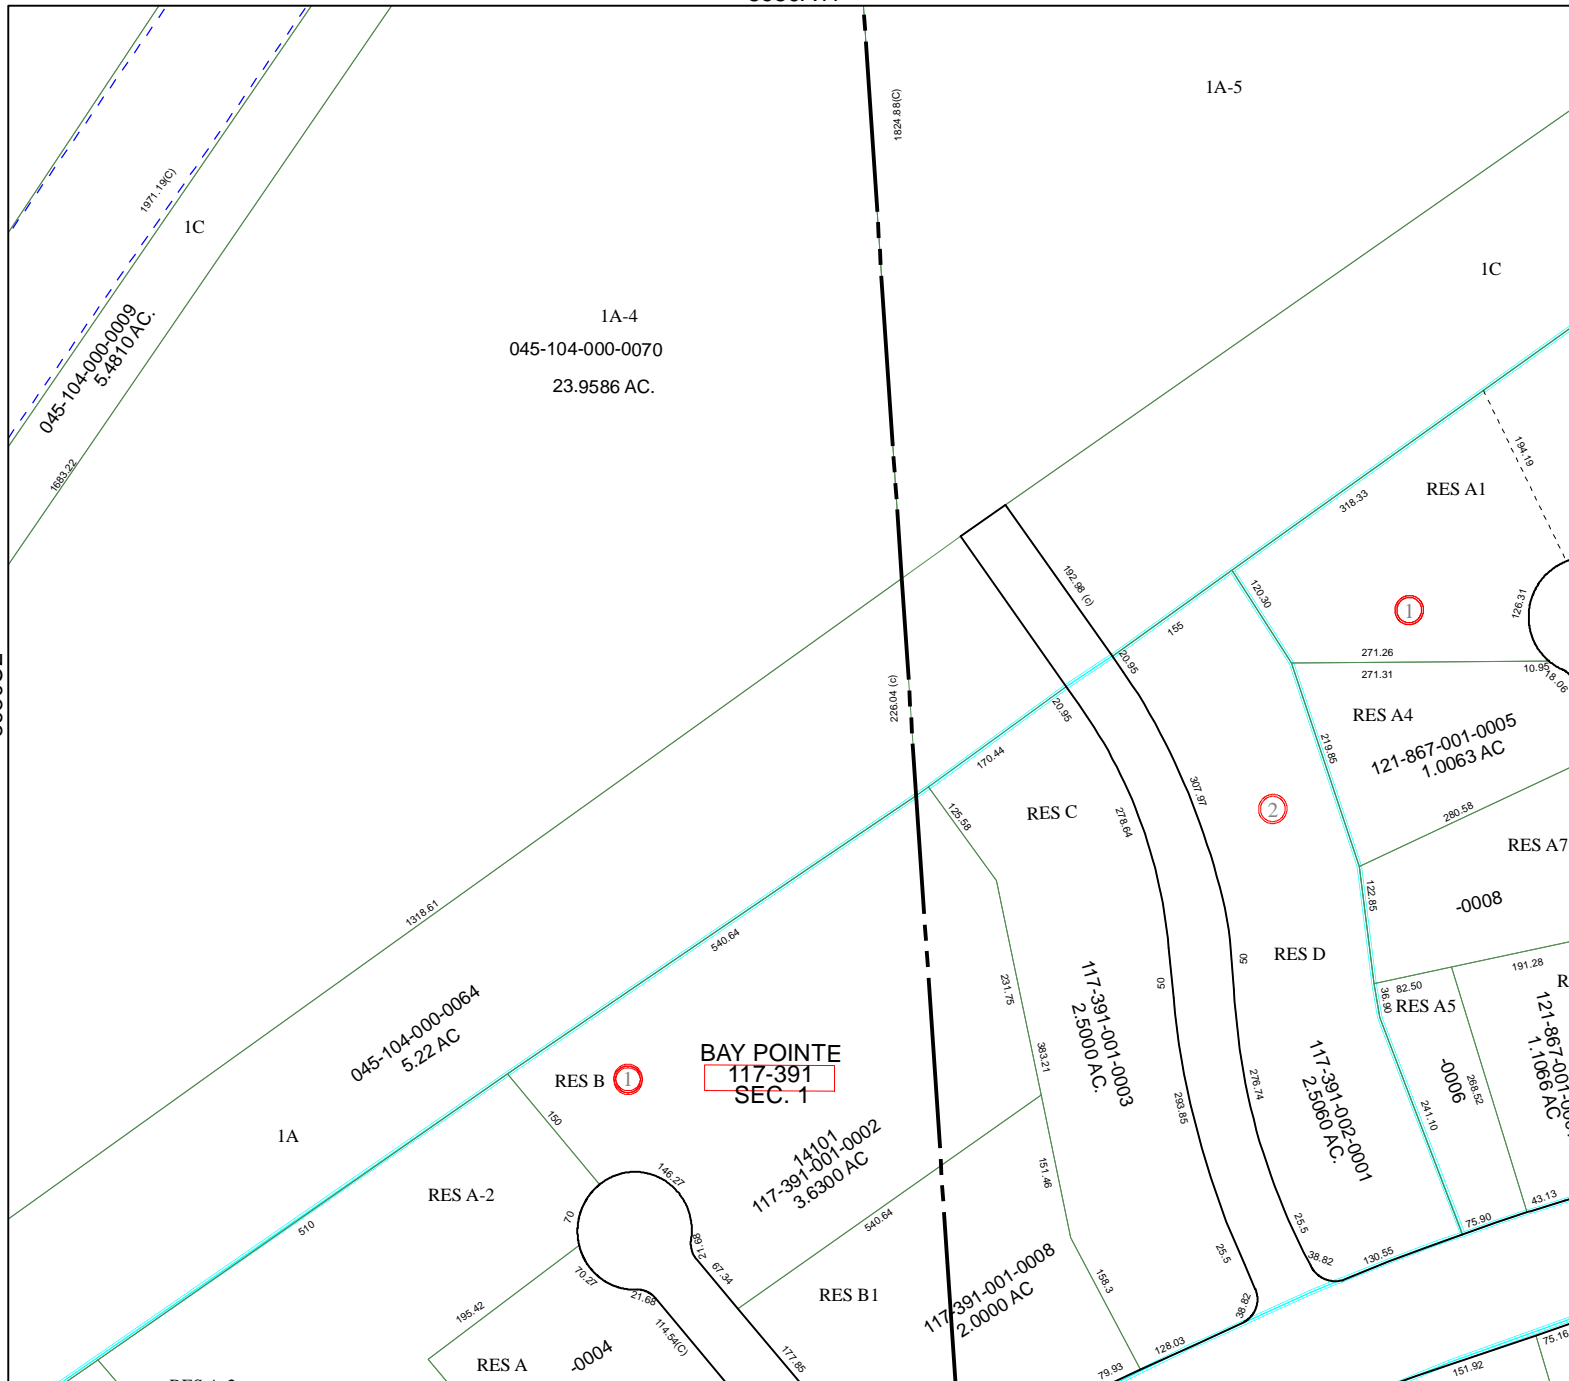 1A-5
1824.88(C)
1971.19(C)
1C
1C
045-104-000-0009
5.4810 AC.
1A-4
045-104-000-0070
23.9586 AC.
1683.22
194.19
RES A1
318.33
192.98 (c)
120.30
1
126.31
155
20.95
271.26
271.31
10.95
18.06
226.04 (c)
20.95
RES A4
121-867-001-0005
1.0063 AC
170.44
219.85
307.97
278.64
2
125.58
RES C
280.58
RES A7
122.85
-0008
1318.61
540.64
RES D
50
50
231.75
191.28
82.50
36.90
RES A5
117-391-001-0003
2.5000 AC.
045-104-000-0064
5.22 AC
BAY POINTE
117-391
SEC. 1
RES B
1
383.21
276.74
293.85
117-391-002-0001
2.5060 AC.
-0006
268.52
241.10
1.1066 AC
150
1A
14101
117-391-001-0002
3.6300 AC
146.27
151.46
RES A-2
70
510
540.64
21.68
67.34
25.5
25.5
75.90
43.13
38.82
130.55
70.27
21.68
195.42
114.54(C)
RES B1
117-391-001-0008
2.0000 AC
158.3
38.82
128.03
79.93
177.85
RES A
-0004
151.92
75.16